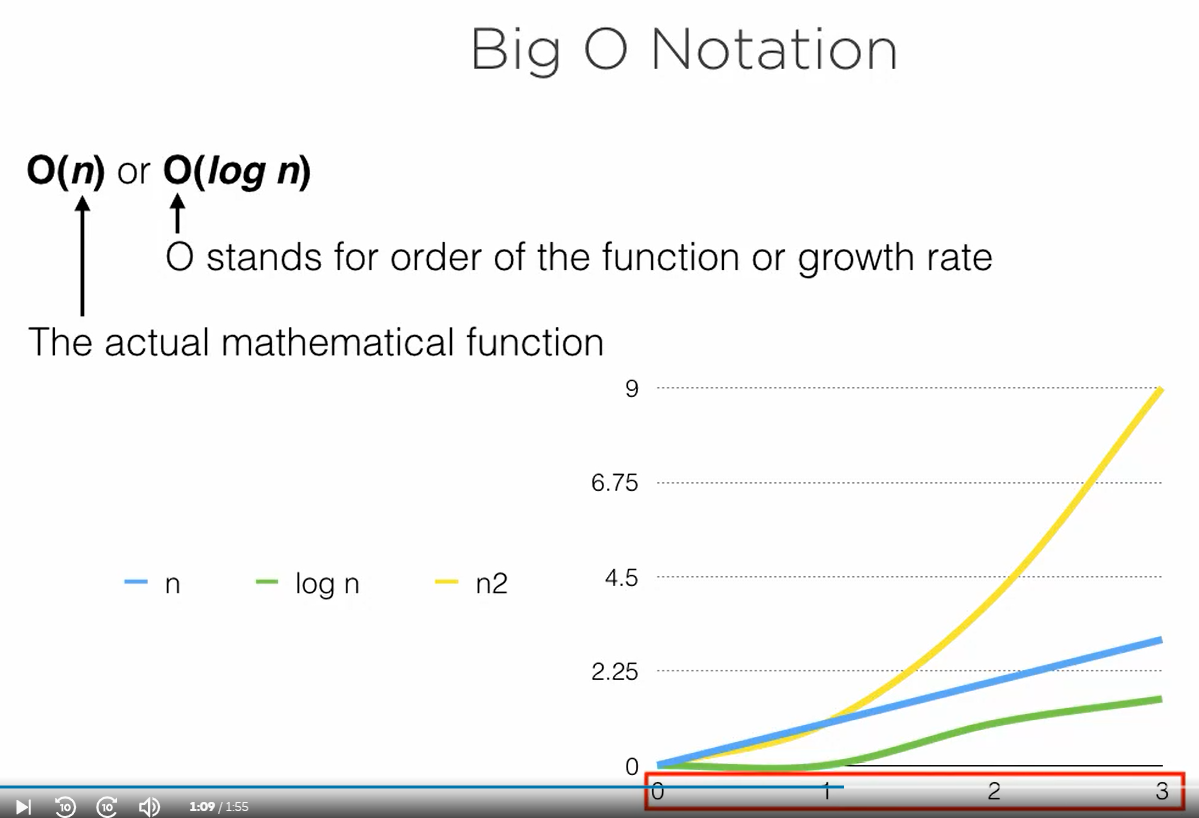 Big O Notation
O(n) or O(log n)
O stands for order of the function or growth rate
The actual mathematical function
9
6.75
4.5
2.25
0
n
log n
n2
0 1 2 3
10
10
1:09 / 1:55